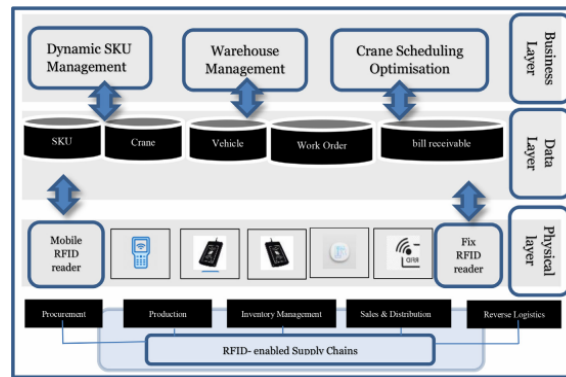 Dynamic SKU
Management
Warehouse
Management
Crane Scheduling
Optimisation
Business
Layer
SKU
Crane
Vehicle
Work Order
bill receivable
Data
Layer
Mobile
RFID
reader
Fix
RFID
reader
Physical
layer
Procurement
Production
Inventory Management
Sales & Distribution
Reverse Logistics
RFID- enabled Supply Chains